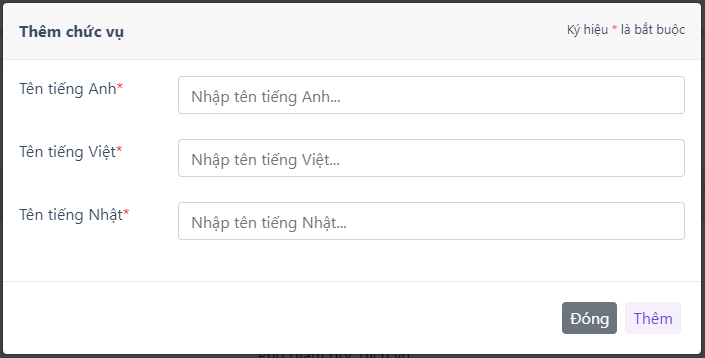 Thêm chức vụ
Ký hiệu * là bắt buộc
Tên tiếng Anh*
Nhập tên tiếng Anh...
Tên tiếng Việt*
Nhập tên tiếng Việt...
Tên tiếng Nhật*
Nhập tên tiếng Nhật...
Đóng
Thêm